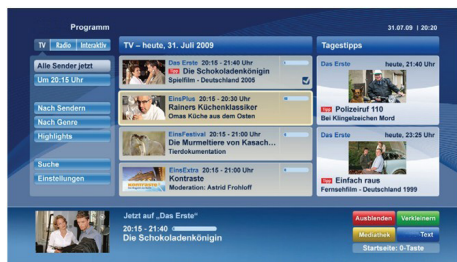 Programm
31.07.09 | 20:20
TV Radio Interaktiv
Alle Sender jetzt
Um 20:15 Uhr
Nach Sendern
Nach Genre
Highlights
Suche
Einstellungen
TV – heute, 31. Juli 2009
Das Erste 20:15 - 21:40 Uhr
Tipp Die Schokoladenkönigin
Spielfilm - Deutschland 2005
EinsPlus 20:15 - 20:30 Uhr
Rainers Küchenklassiker
Omas Küche aus dem Osten
EinsFestival 20:15 - 21:00 Uhr
Die Murmeltiere von Kasach...
Tierdokumentation
EinsExtra 20:15 - 21:00 Uhr
Kontraste
Moderation: Astrid Frohloff
Tagestipps
Das Erste heute, 21:40 Uhr
Tipp Polizeiruf 110
Bei Klingelzeichen Mord
Das Erste heute, 23:25 Uhr
Tipp Einfach raus
Fernsehfilm - Deutschland 1999
Jetzt auf „Das Erste“
20:15 - 21:40
Die Schokoladenkönigin
Ausblenden Verkleinern
Mediathek Text
Startseite: 0-Taste